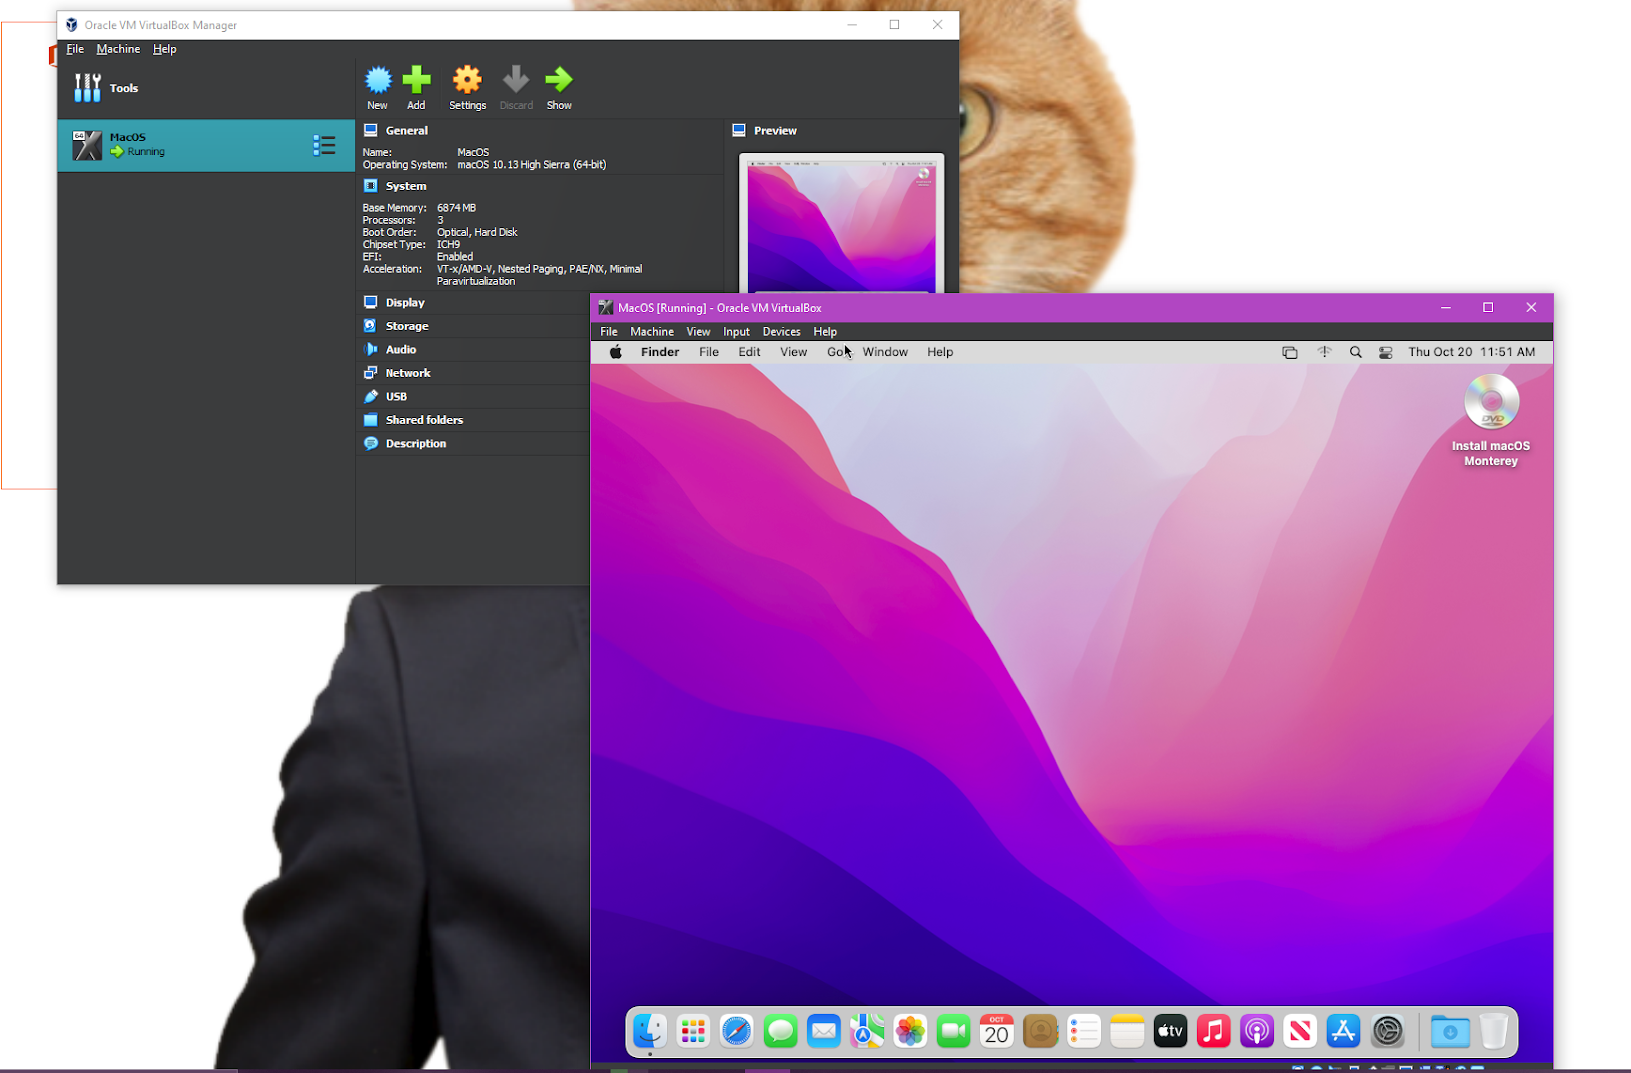 Oracle VM VirtualBox Manager
File Machine Help
Tools
New Add Settings Discard Show
64
MacOS
Running
General
Name: MacOS
Operating System: macOS 10.13 High Sierra (64-bit)
System
Base Memory: 6874 MB
Processors: 3
Boot Order: Optical, Hard Disk
Chipset Type: ICH9
EFI: Enabled
Acceleration: VT-x/AMD-V, Nested Paging, PAE/NX, Minimal
Paravirtualization
Display
Storage
Audio
Network
USB
Shared folders
Description
Preview
MacOS [Running] - Oracle VM VirtualBox
File Machine View Input Devices Help
Finder File Edit View Go Window Help
Thu Oct 20 11:51 AM
DVD
Install macOS
Monterey
OCT
20
tv